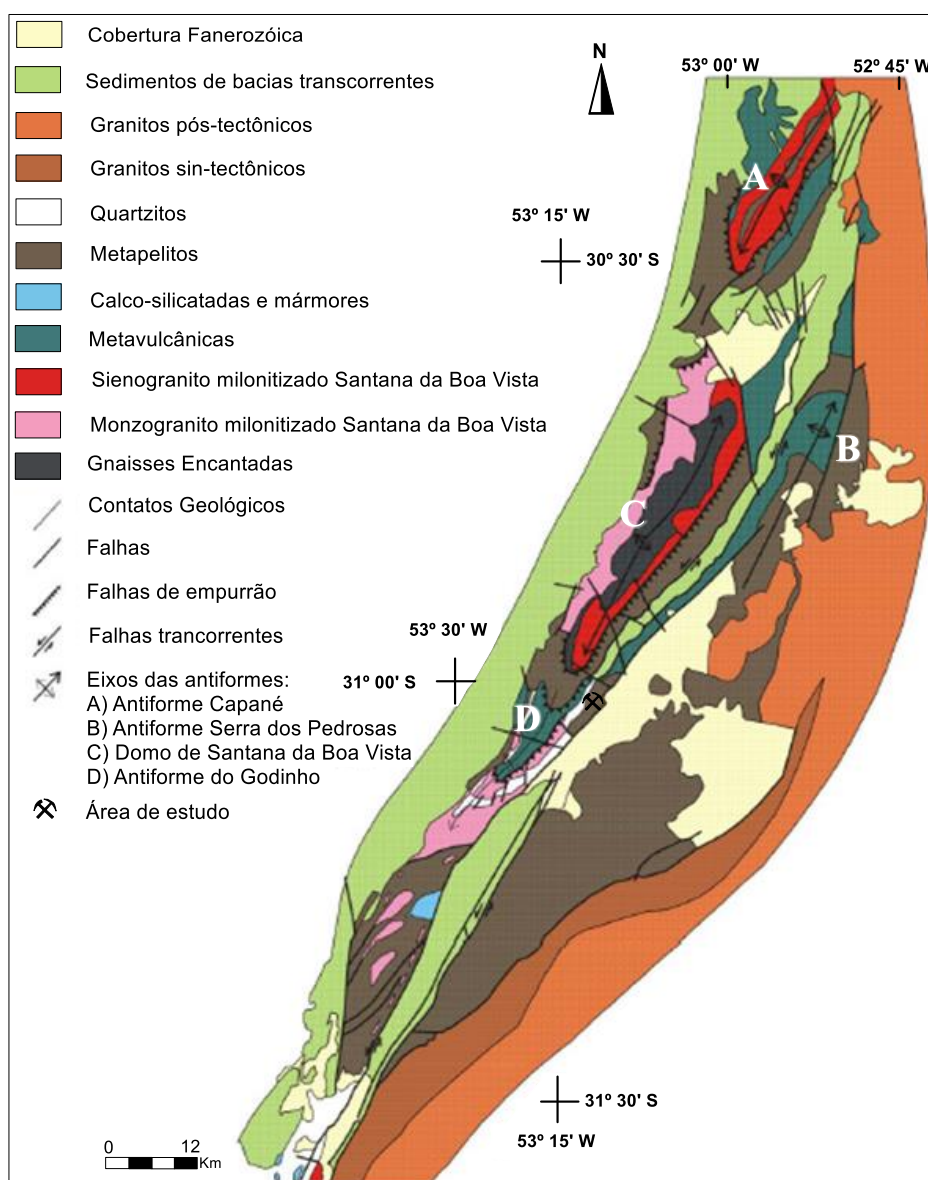 Cobertura Fanerozóica
Sedimentos de bacias transcorrentes
Granitos pós-tectônicos
Granitos sin-tectônicos
Quartzitos
Metapelitos
Calco-silicatadas e mármores
Metavulcânicas
Sienogranito milonitizado Santana da Boa Vista
Monzogranito milonitizado Santana da Boa Vista
Gnaisses Encantadas
Contatos Geológicos
Falhas
Falhas de empurrão
Falhas trancorrentes
Eixos das antiformes:
A) Antiforme Capané
B) Antiforme Serra dos Pedrosas
C) Domo de Santana da Boa Vista
D) Antiforme do Godinho
Área de estudo
N
53º 00' W
52º 45' W
53º 15' W
30º 30' S
53º 30' W
31º 00' S
31º 30' S
53º 15' W
A
B
C
D
0 12
Km